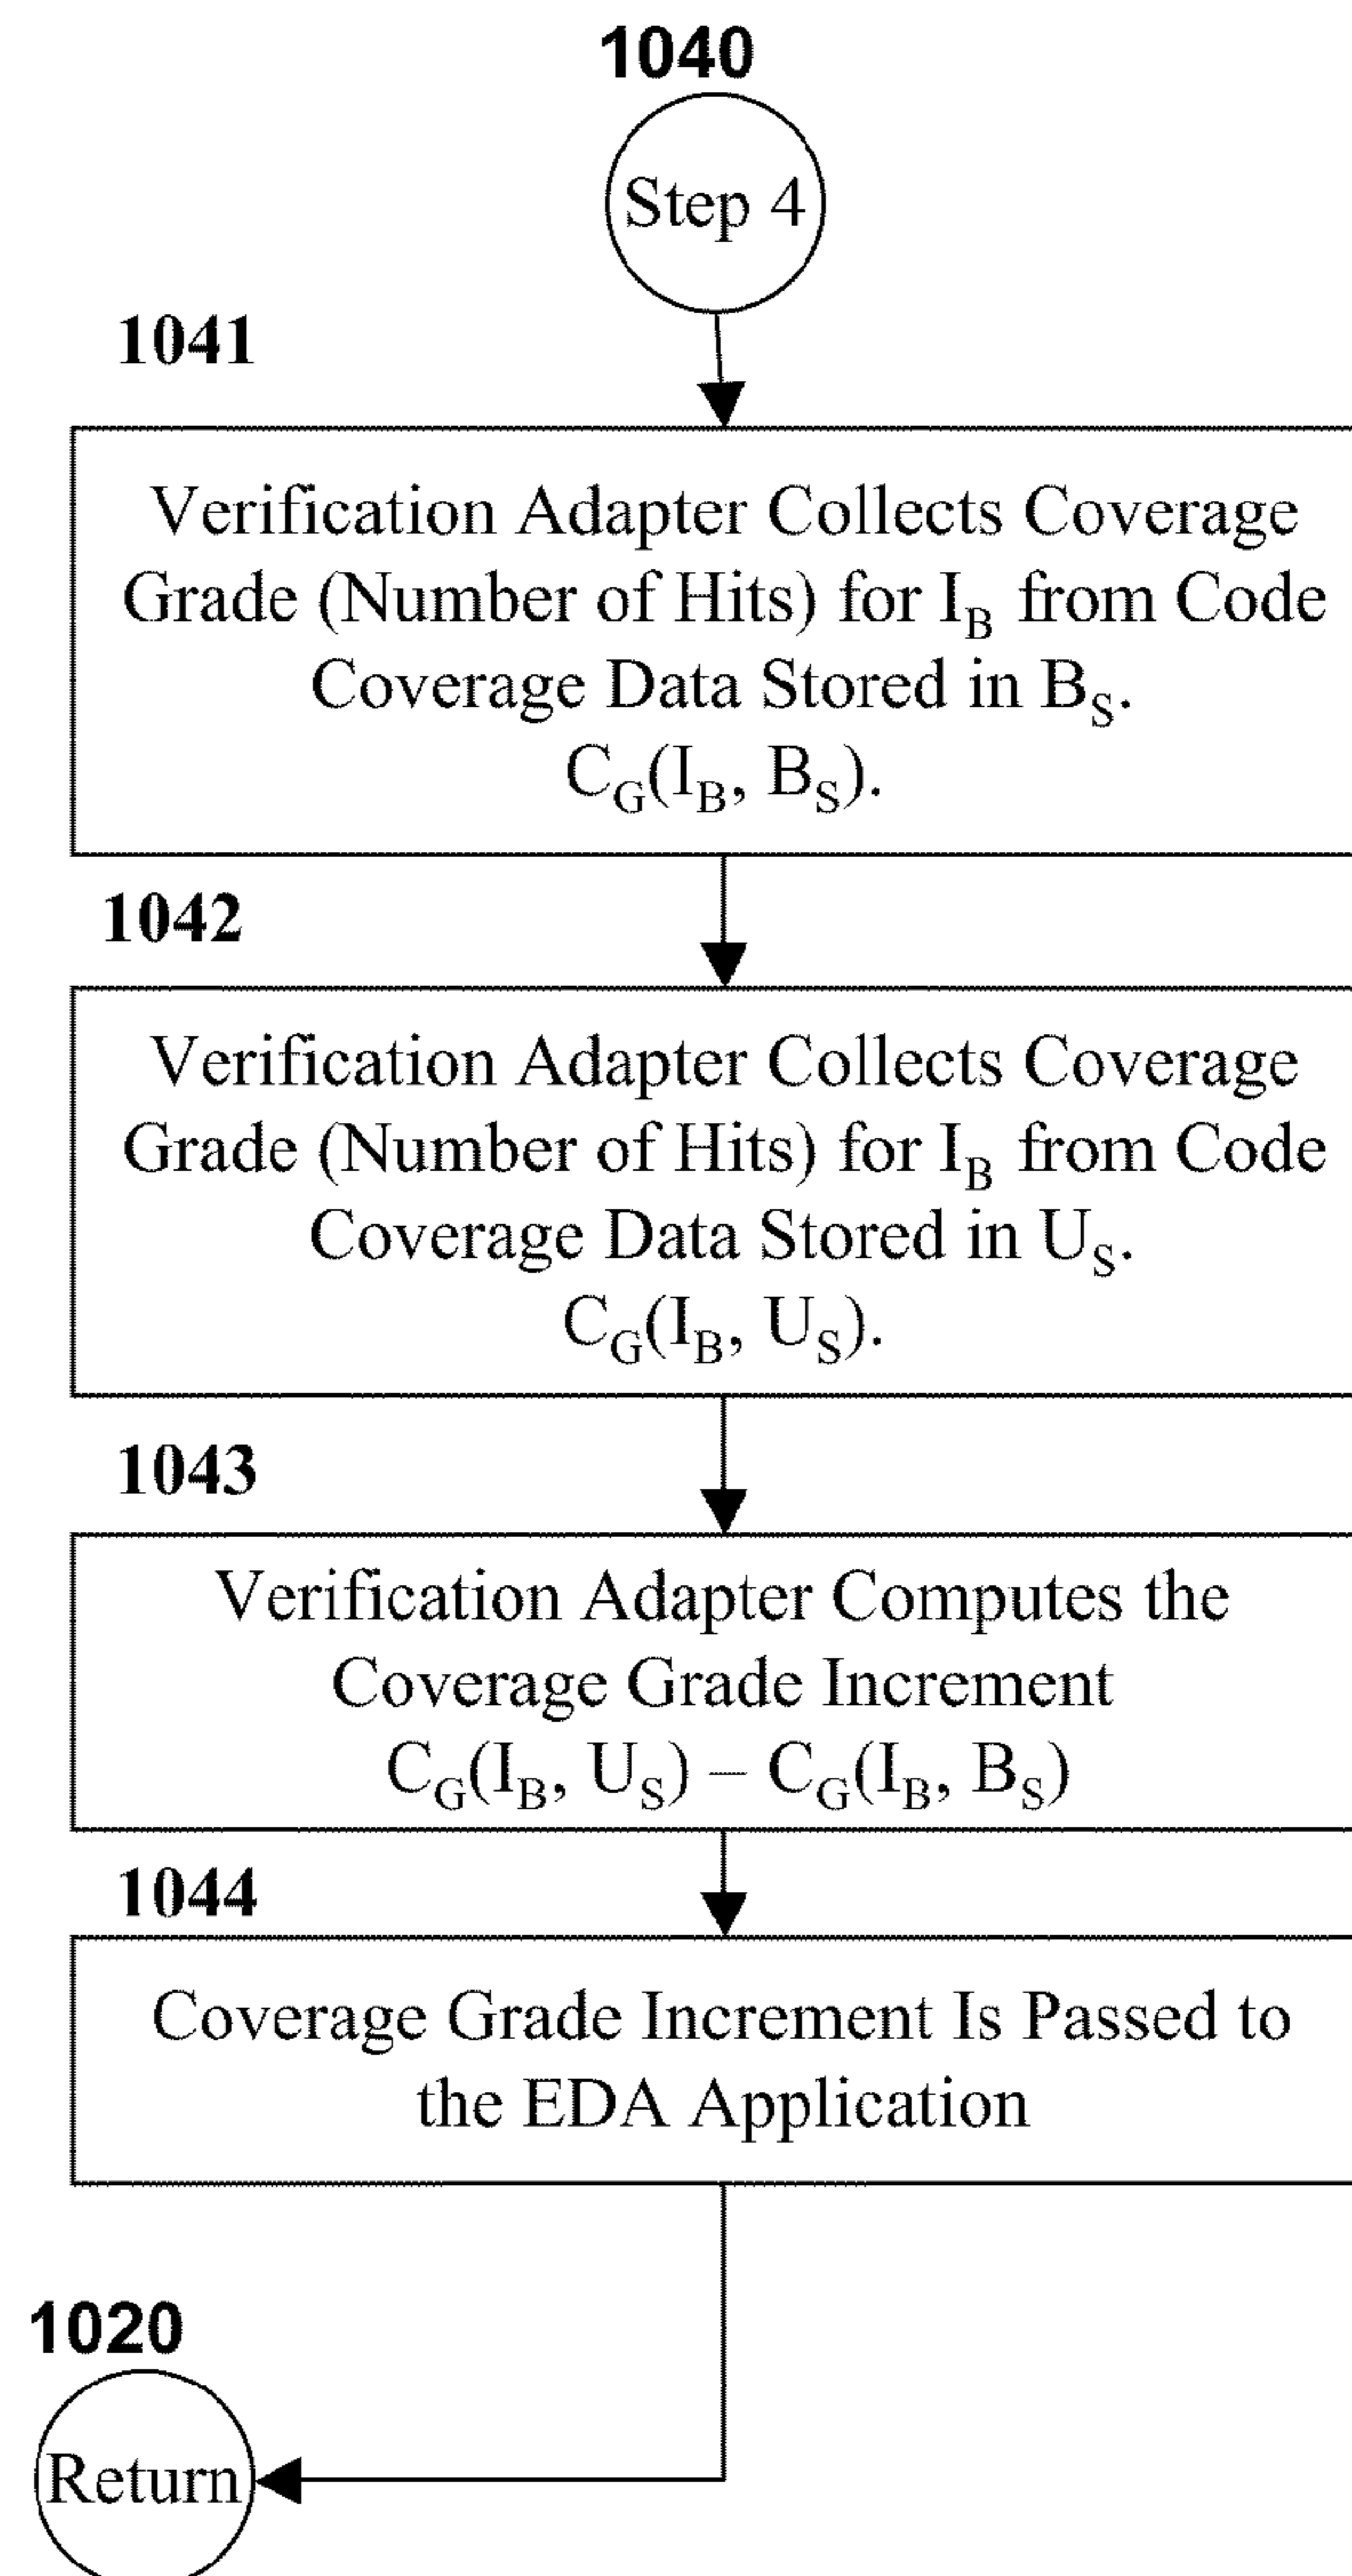 1040
Step 4
1041
Verification Adapter Collects Coverage
Grade (Number of Hits) for I_B from Code
Coverage Data Stored in B_S.
C_G(I_B, B_S).
1042
Verification Adapter Collects Coverage
Grade (Number of Hits) for I_B from Code
Coverage Data Stored in U_S.
C_G(I_B, U_S).
1043
Verification Adapter Computes the
Coverage Grade Increment
C_G(I_B, U_S) – C_G(I_B, B_S)
1044
Coverage Grade Increment Is Passed to
the EDA Application
1020
Return